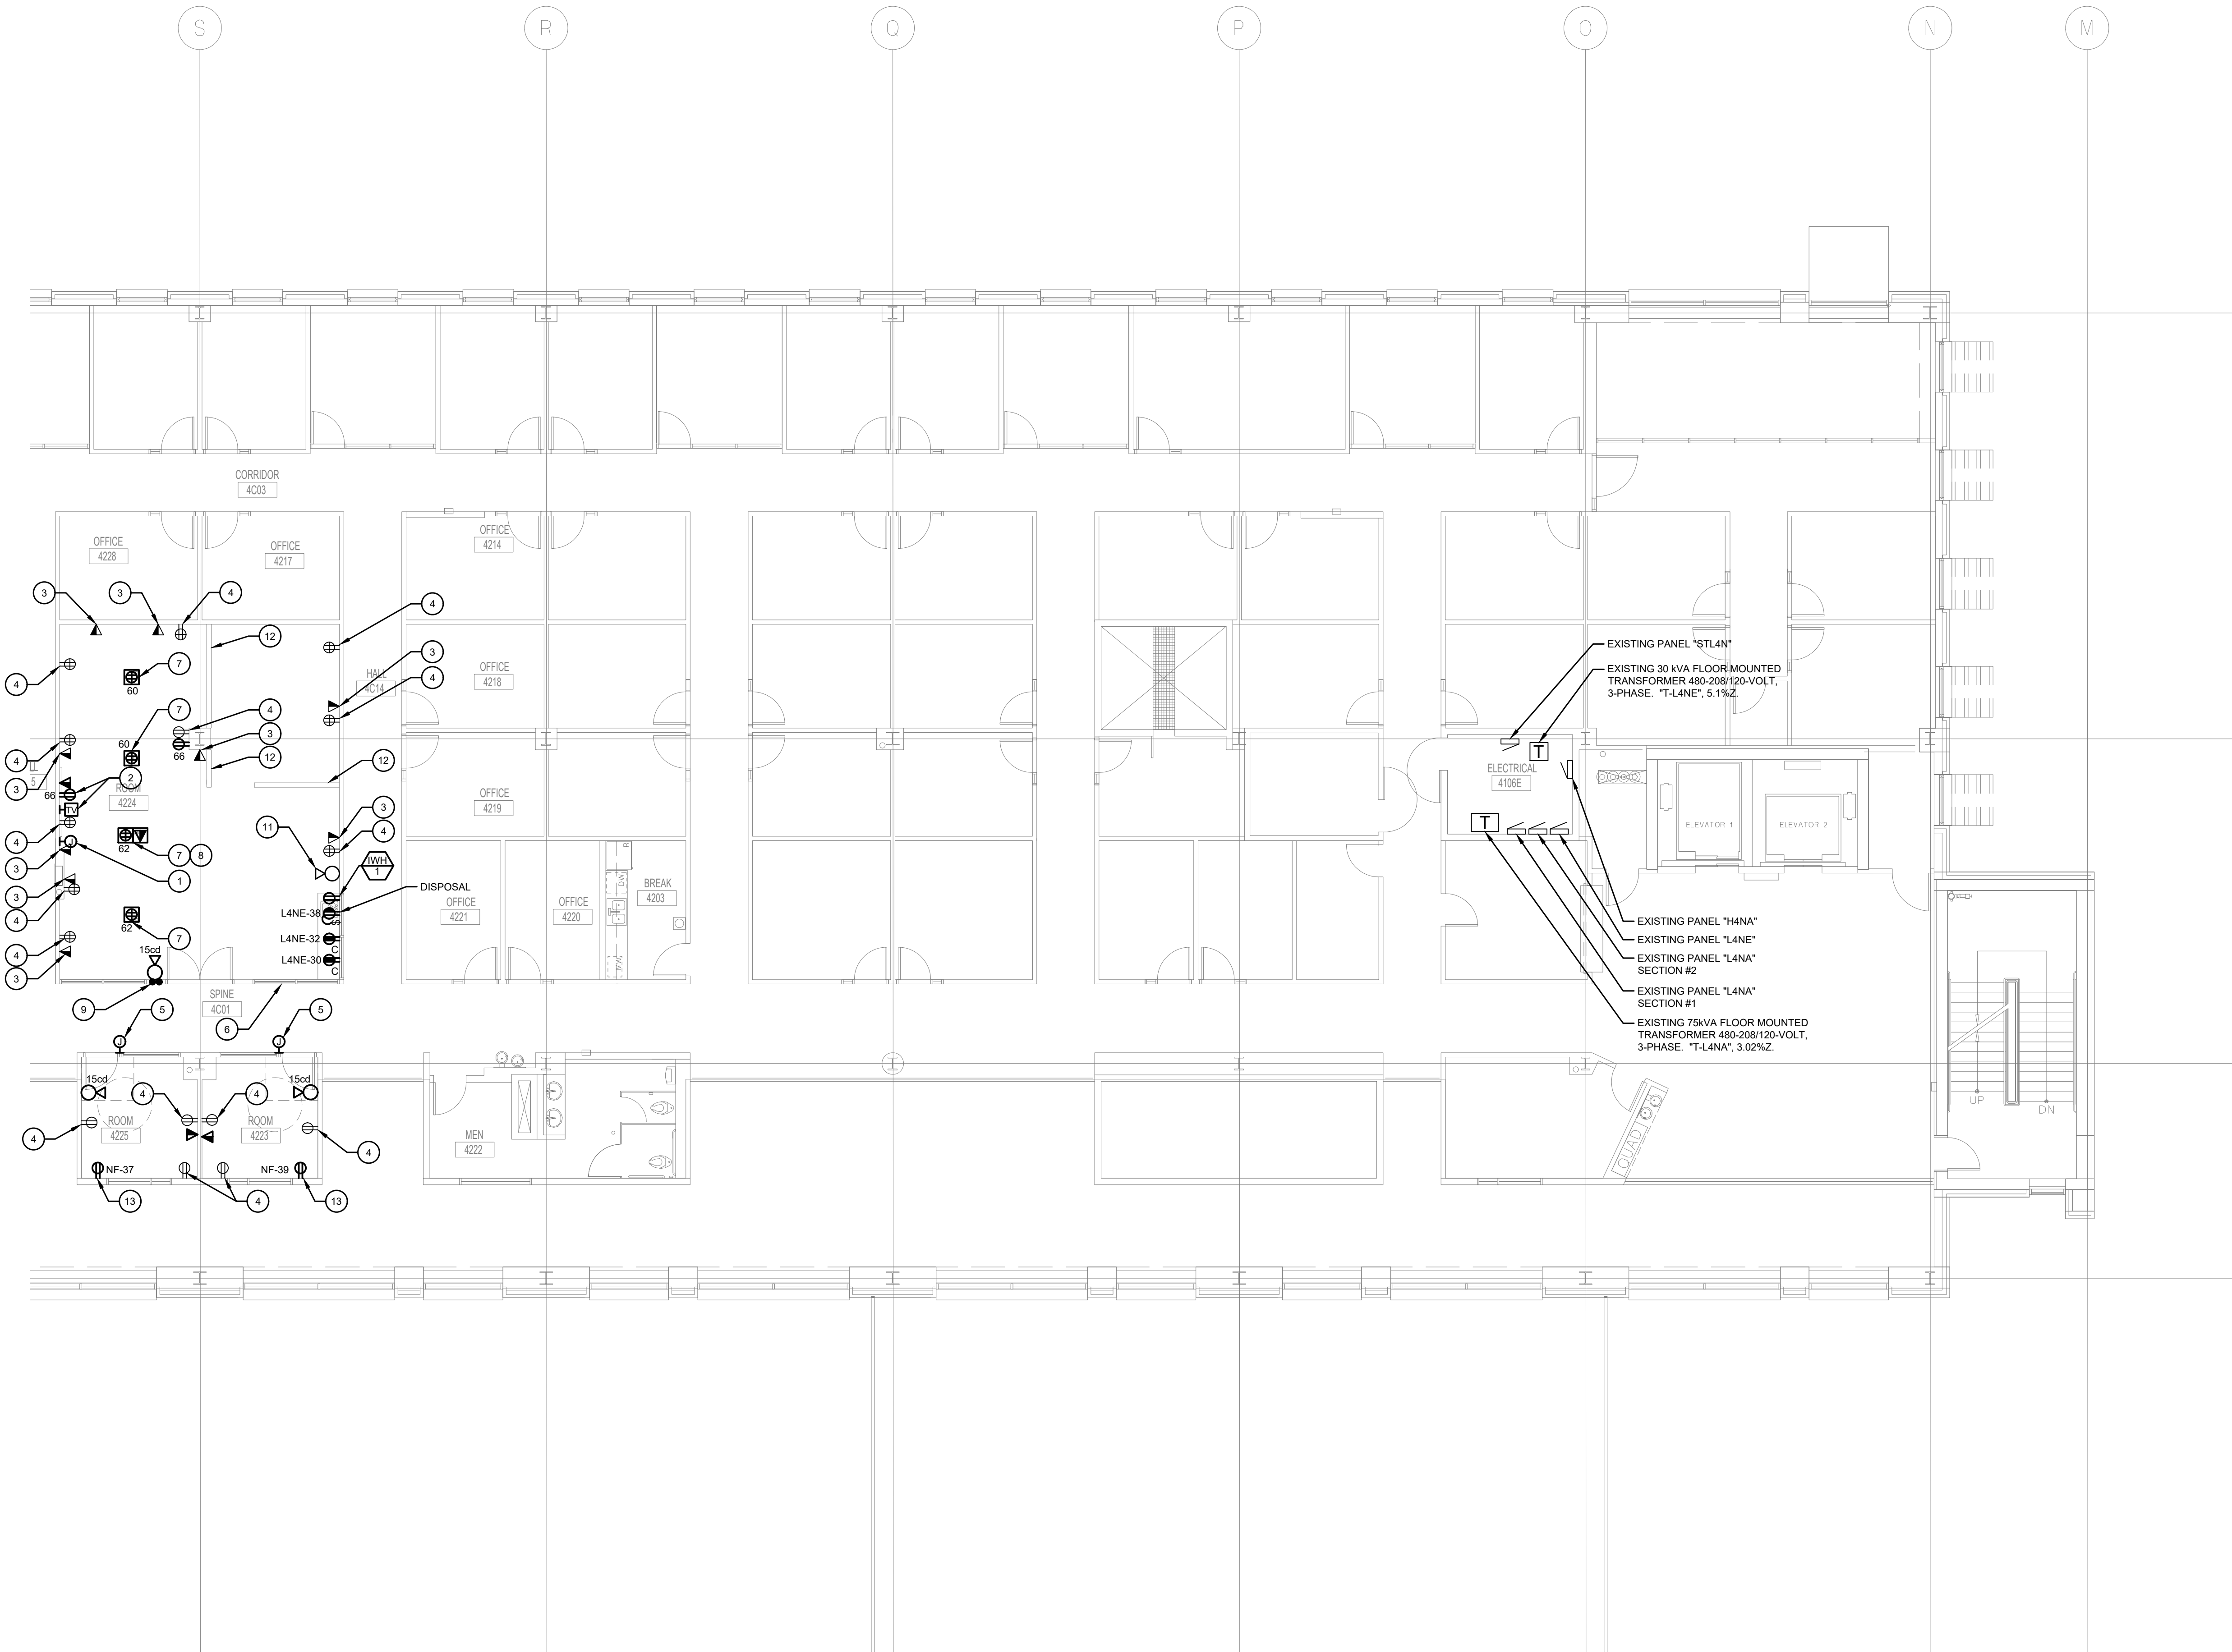 S
R
Q
P
O
N
M
CORRIDOR
4C03
OFFICE
4228
OFFICE
4217
OFFICE
4214
3
3
4
4
12
3
HALL
4C14
4
OFFICE
4218
4
7
60
7
4
60
3
66
12
4
3
12
2
66
ROOM
4224
TV
5
OFFICE
4219
3
4
11
4
J
62
7
8
3
1
3
4
IWH
1
DISPOSAL
L4NE-38
S
L4NE-32
C
L4NE-30
C
OFFICE
4221
OFFICE
4220
BREAK
4203
R
DW
MW
62
7
4
3
15cd
9
SPINE
4C01
6
5
5
J
J
15cd
15cd
4
4
ROOM
4225
ROOM
4223
4
4
NF-37
NF-39
13
4
13
MEN
4222
EXISTING PANEL "STL4N"
EXISTING 30 kVA FLOOR MOUNTED
TRANSFORMER 480-208/120-VOLT,
3-PHASE. "T-L4NE", 5.1%Z.
T
ELECTRICAL
4106E
T
ELEVATOR 1
ELEVATOR 2
EXISTING PANEL "H4NA"
EXISTING PANEL "L4NE"
EXISTING PANEL "L4NA"
SECTION #2
EXISTING PANEL "L4NA"
SECTION #1
EXISTING 75kVA FLOOR MOUNTED
TRANSFORMER 480-208/120-VOLT,
3-PHASE. "T-L4NA", 3.02%Z.
QUAD
UP
DN